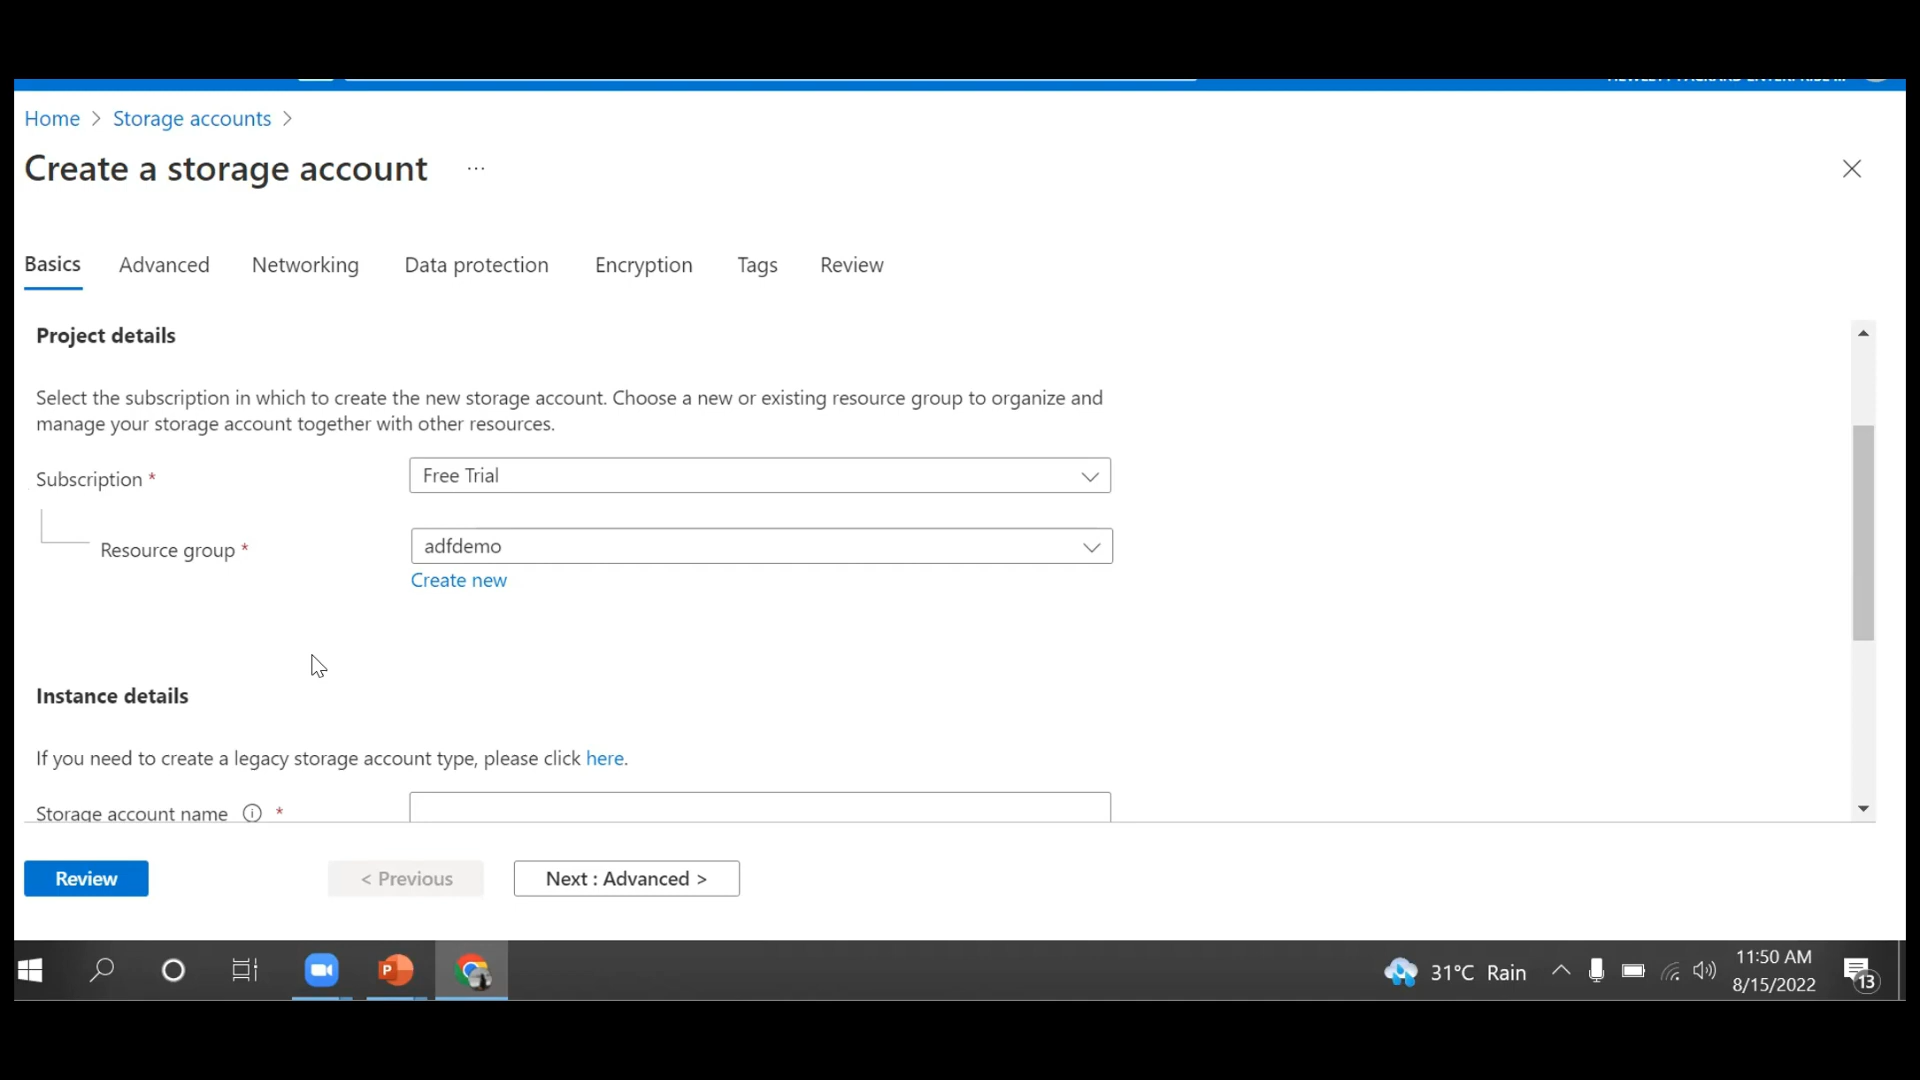 Home > Storage accounts >
Create a storage account ...
Basics Advanced Networking Data protection Encryption Tags Review
Project details
Select the subscription in which to create the new storage account. Choose a new or existing resource group to organize and
manage your storage account together with other resources.
Subscription * Free Trial
Resource group * adfdemo
Create new
Instance details
If you need to create a legacy storage account type, please click here.
Storage account name *
Review < Previous Next : Advanced >
31°C Rain
11:50 AM
8/15/2022
13